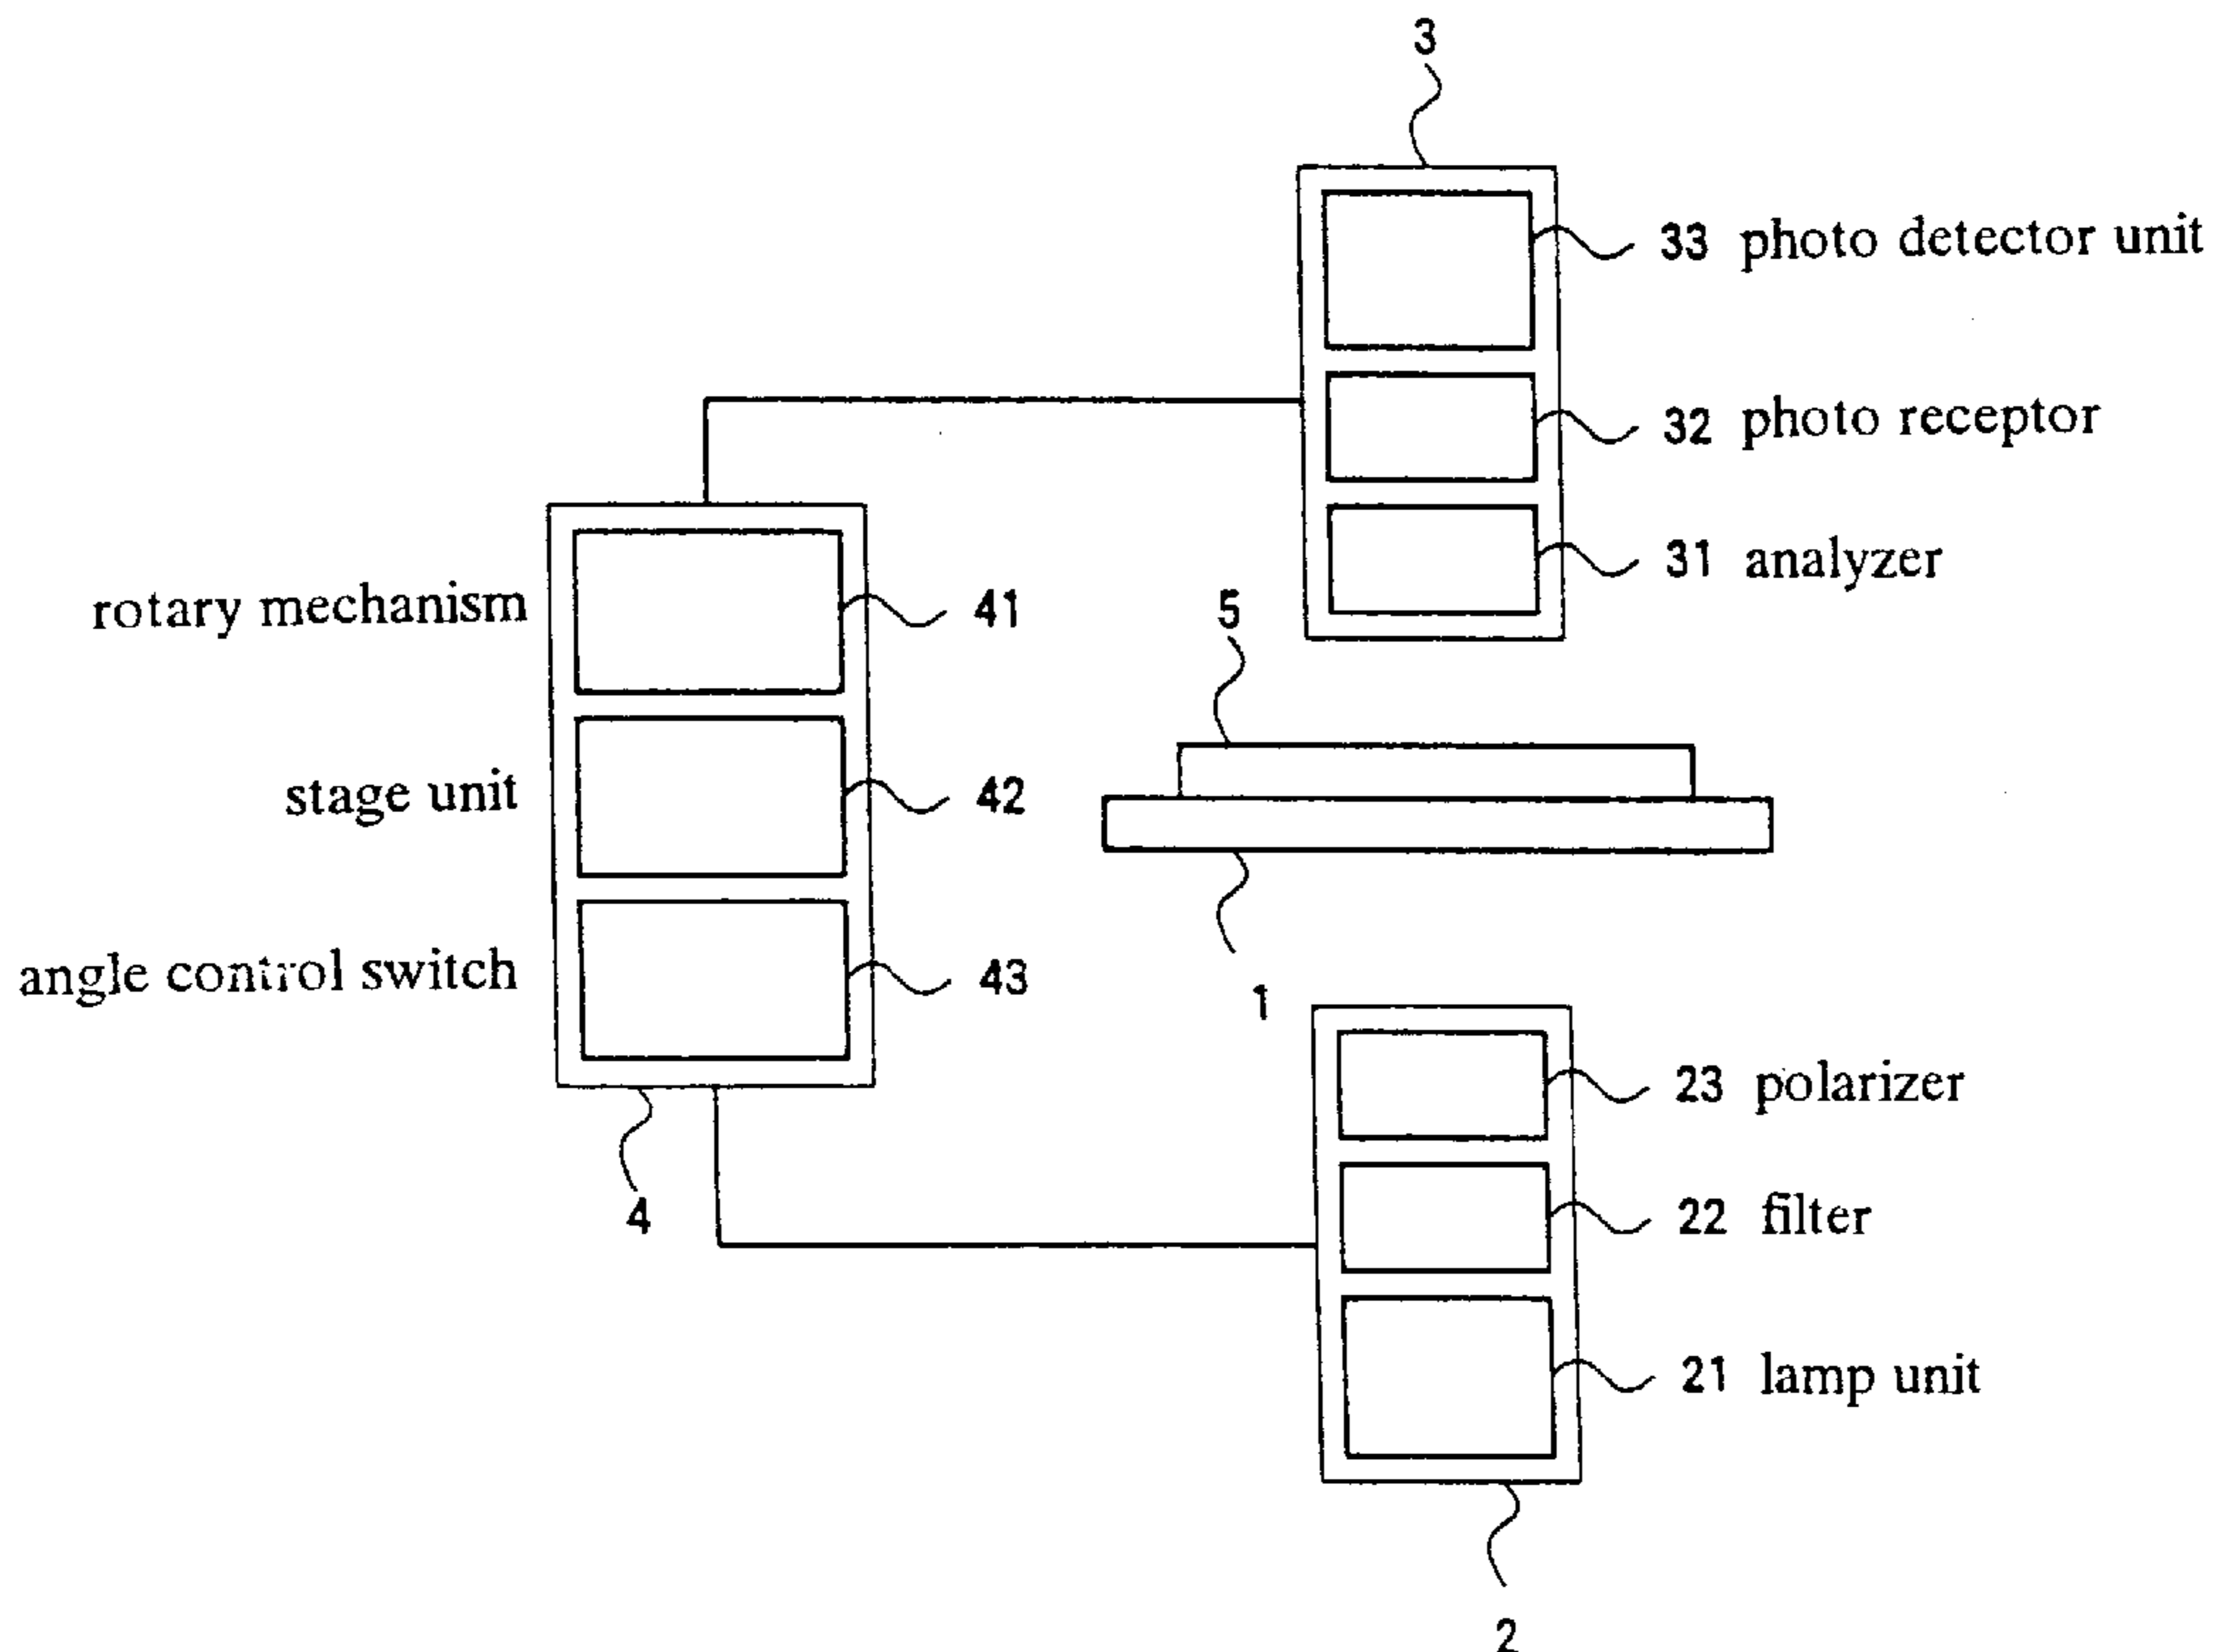 3
33 photo detector unit
32 photo receptor
31 analyzer
5
rotary mechanism 41
stage unit 42
angle control switch 43
1
4
23 polarizer
22 filter
21 lamp unit
2